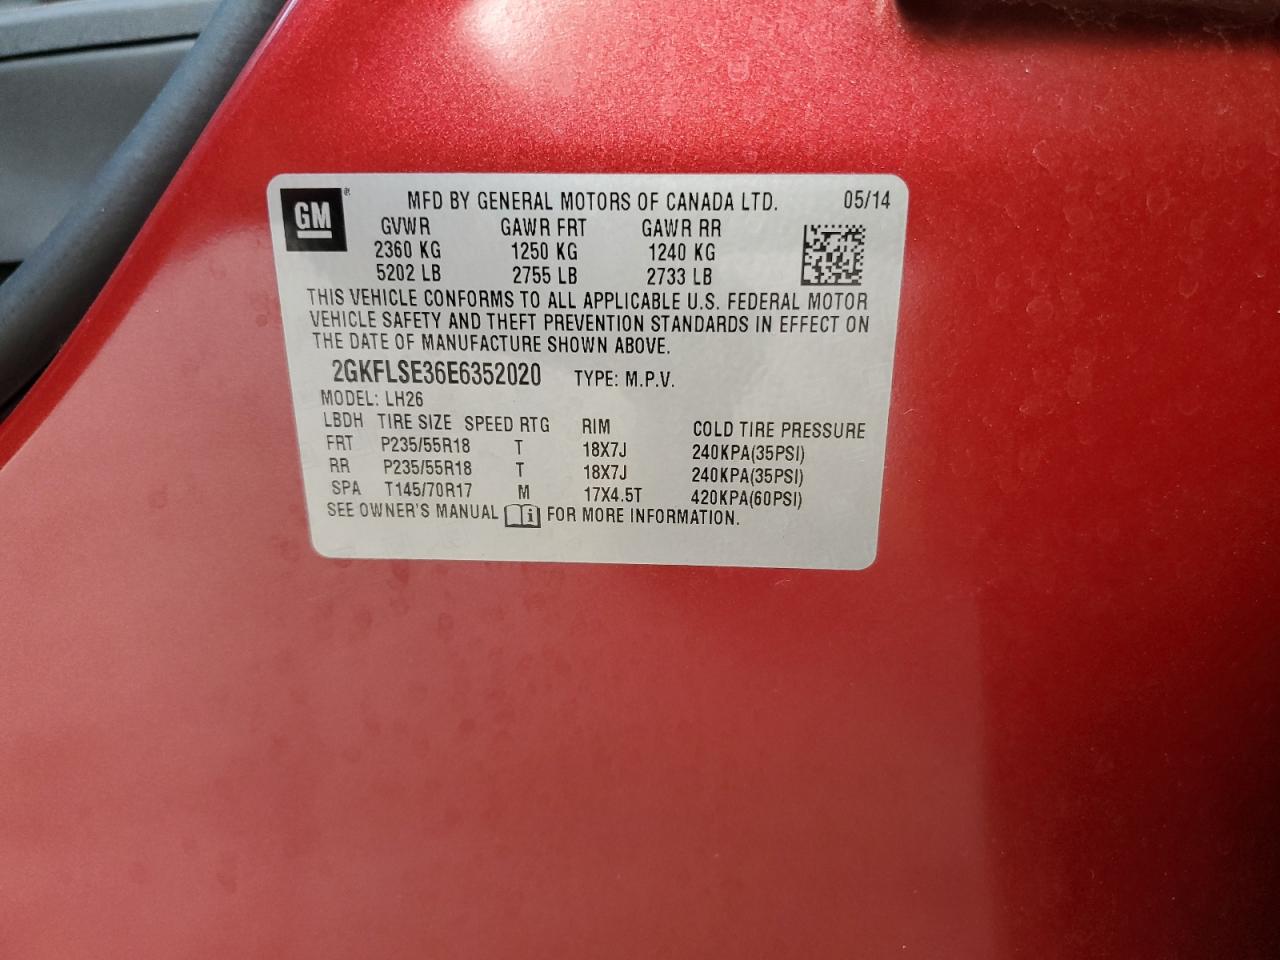 GM ® MFD BY GENERAL MOTORS OF CANADA LTD. 05/14
GVWR GAWR FRT GAWR RR
2360 KG 1250 KG 1240 KG
5202 LB 2755 LB 2733 LB
THIS VEHICLE CONFORMS TO ALL APPLICABLE U.S. FEDERAL MOTOR
VEHICLE SAFETY AND THEFT PREVENTION STANDARDS IN EFFECT ON
THE DATE OF MANUFACTURE SHOWN ABOVE.
2GKFLSE36E6352020 TYPE: M.P.V.
MODEL: LH26
LBDH TIRE SIZE SPEED RTG RIM COLD TIRE PRESSURE
FRT P235/55R18 T 18X7J 240KPA(35PSI)
RR P235/55R18 T 18X7J 240KPA(35PSI)
SPA T145/70R17 M 17X4.5T 420KPA(60PSI)
SEE OWNER'S MANUAL i FOR MORE INFORMATION.